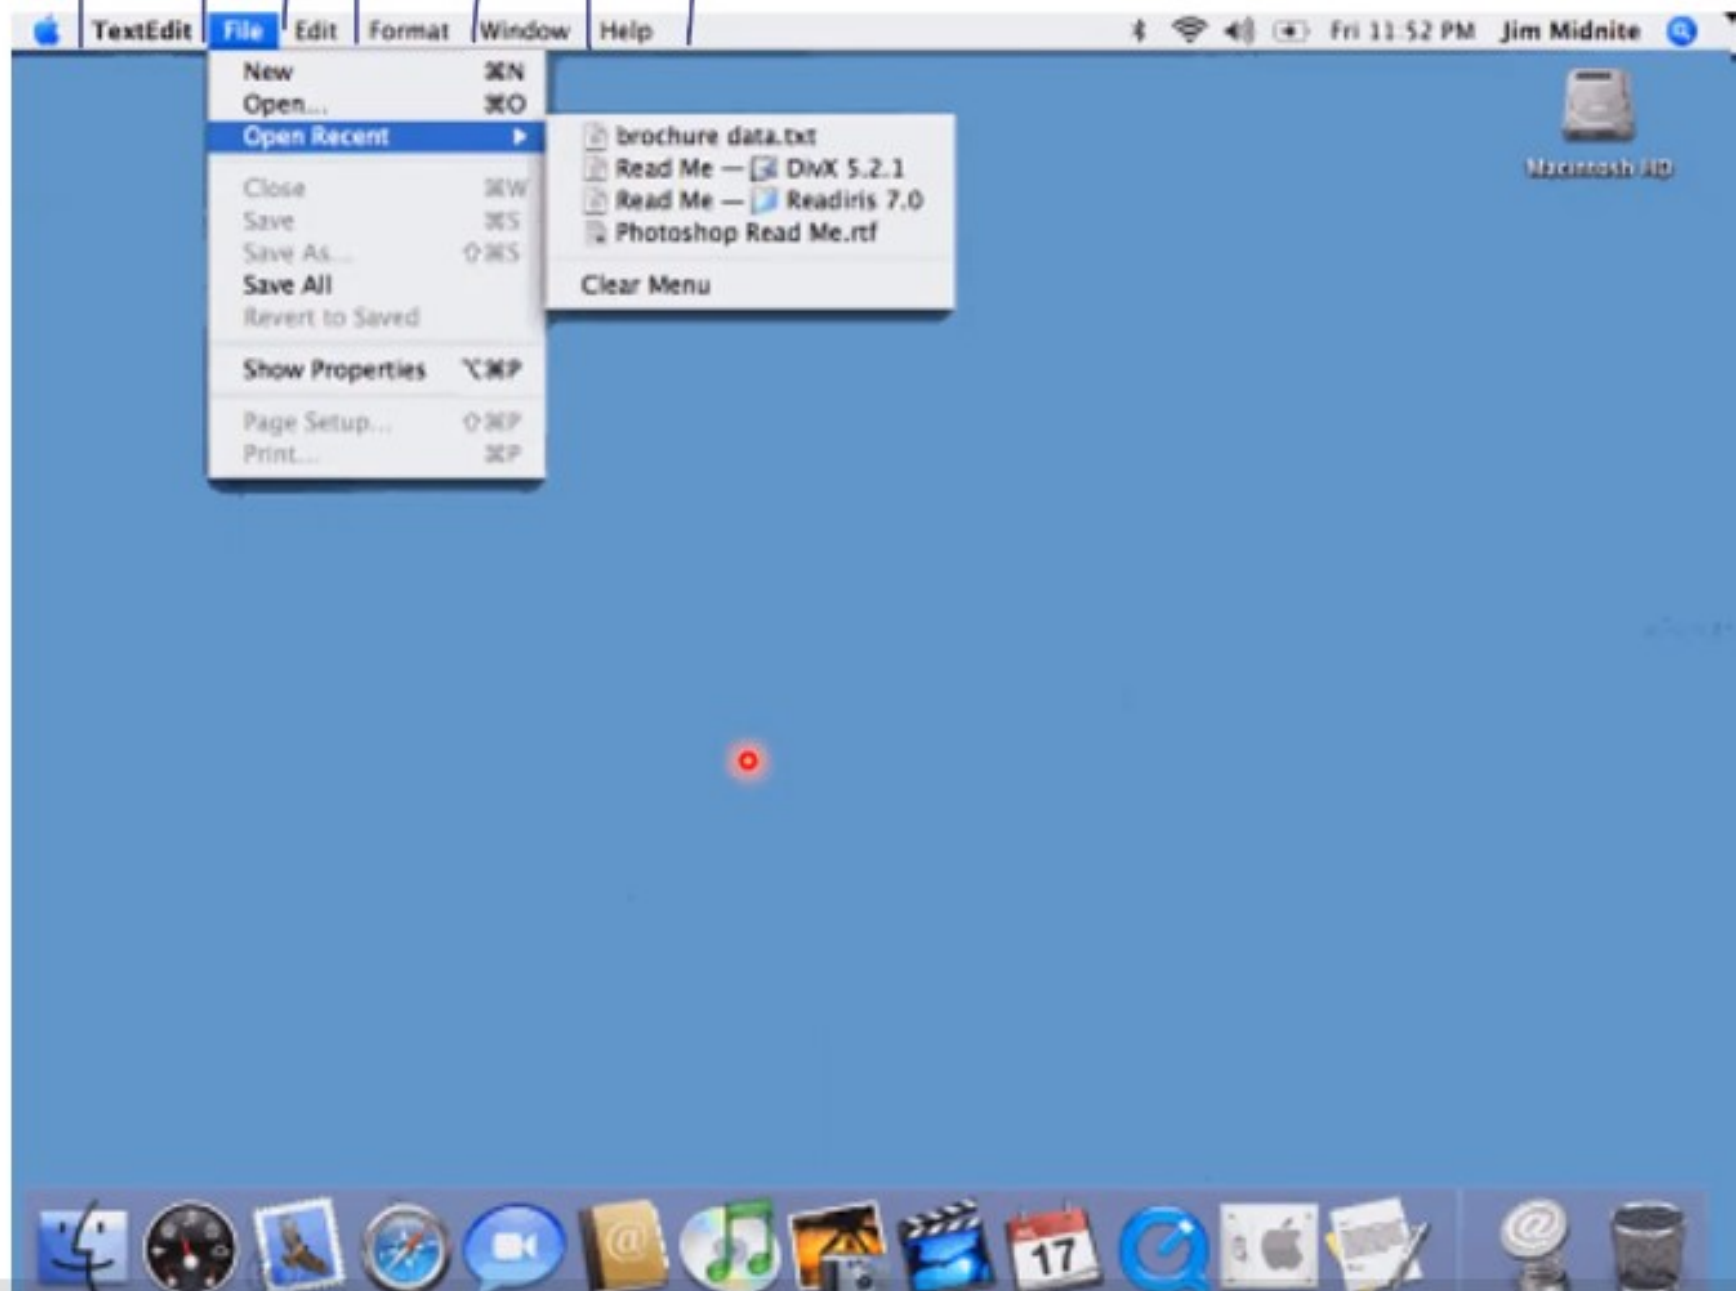 TextEdit File Edit Format Window Help Fri 11:52 PM Jim Midnite
New ⌘N
Open... ⌘O
Open Recent
Close ⌘W
Save ⌘S
Save As... ⇧⌘S
Save All
Revert to Saved
Show Properties ⌥⌘P
Page Setup... ⇧⌘P
Print... ⌘P
brochure data.txt
Read Me — DivX 5.2.1
Read Me — Readiris 7.0
Photoshop Read Me.rtf
Clear Menu
Macintosh HD
@
17
@